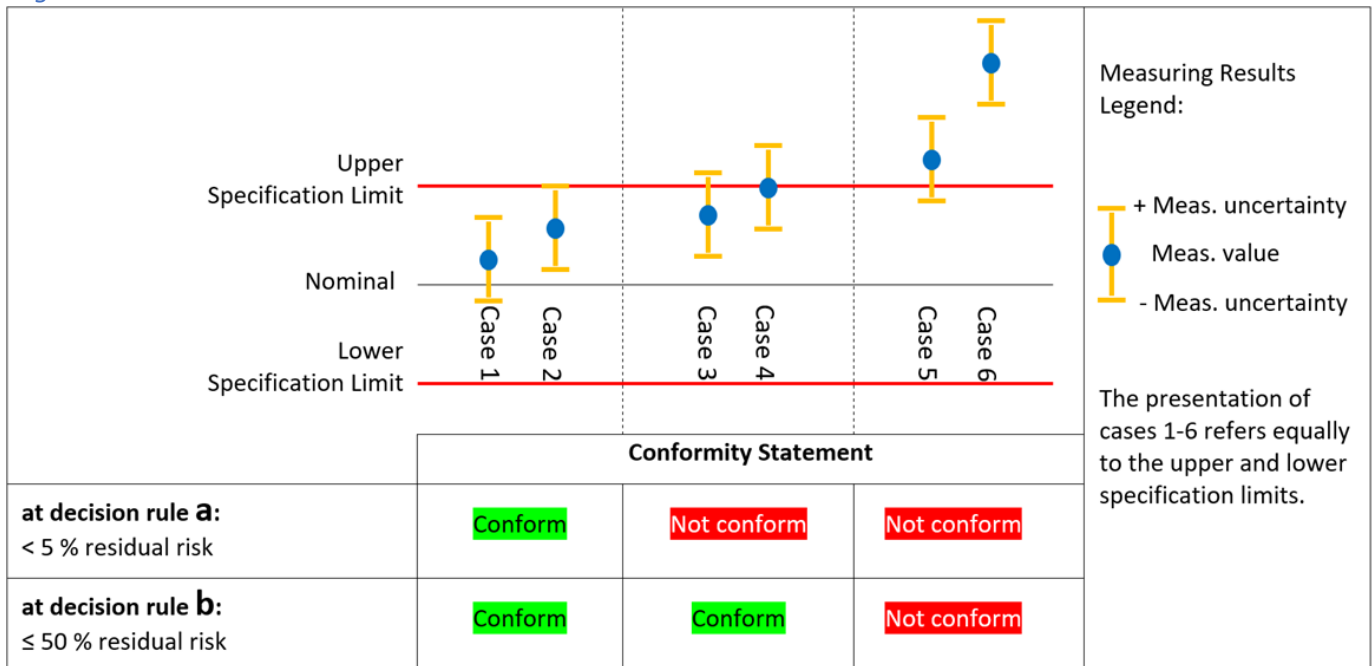 Upper
Specification Limit
Nominal
Lower
Specification Limit
Case 1
Case 2
Case 3
Case 4
Case 5
Case 6
Measuring Results
Legend:
+ Meas. uncertainty
Meas. value
- Meas. uncertainty
The presentation of
cases 1-6 refers equally
to the upper and lower
specification limits.
Conformity Statement
at decision rule a:
< 5 % residual risk
Conform
Not conform
Not conform
at decision rule b:
≤ 50 % residual risk
Conform
Conform
Not conform